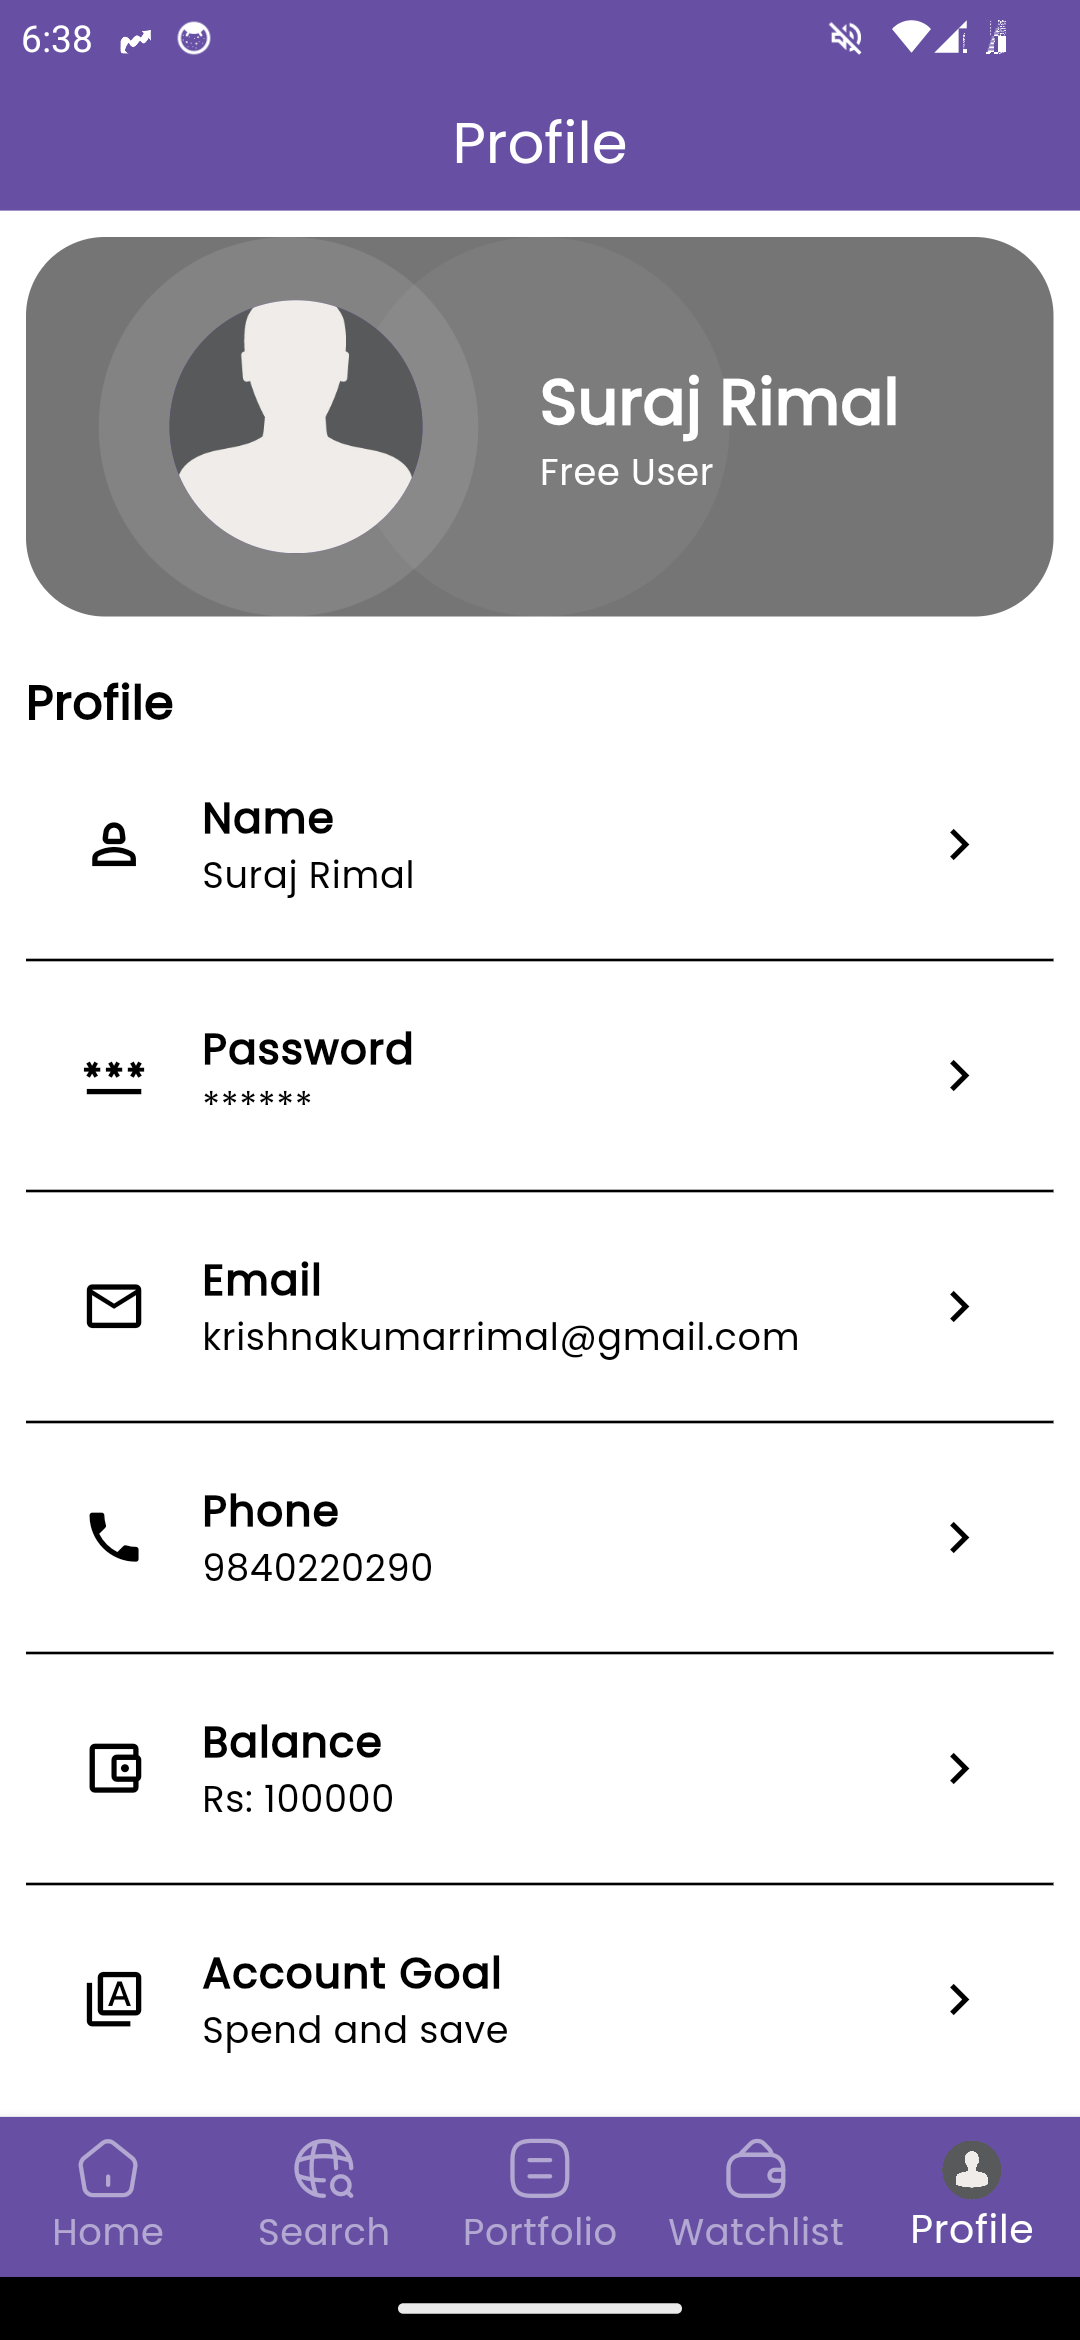 6:38
Profile
Suraj Rimal
Free User
Profile
Name
Suraj Rimal
Password
******
Email
krishnakumarrimal@gmail.com
Phone
9840220290
Balance
Rs: 100000
Account Goal
Spend and save
Home
Search
Portfolio
Watchlist
Profile